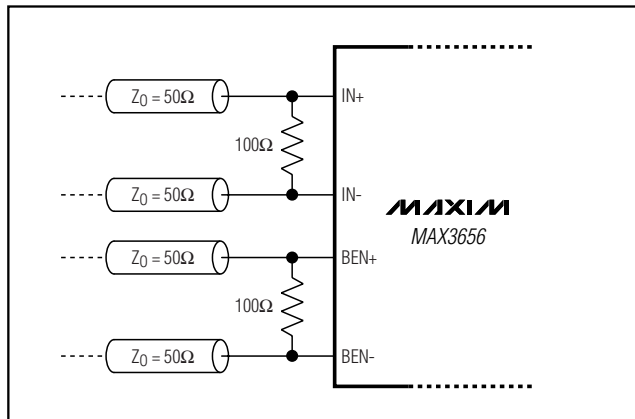 Z0 = 50Ω
IN+
100Ω
Z0 = 50Ω
IN-
MAXIM
MAX3656
Z0 = 50Ω
BEN+
100Ω
Z0 = 50Ω
BEN-